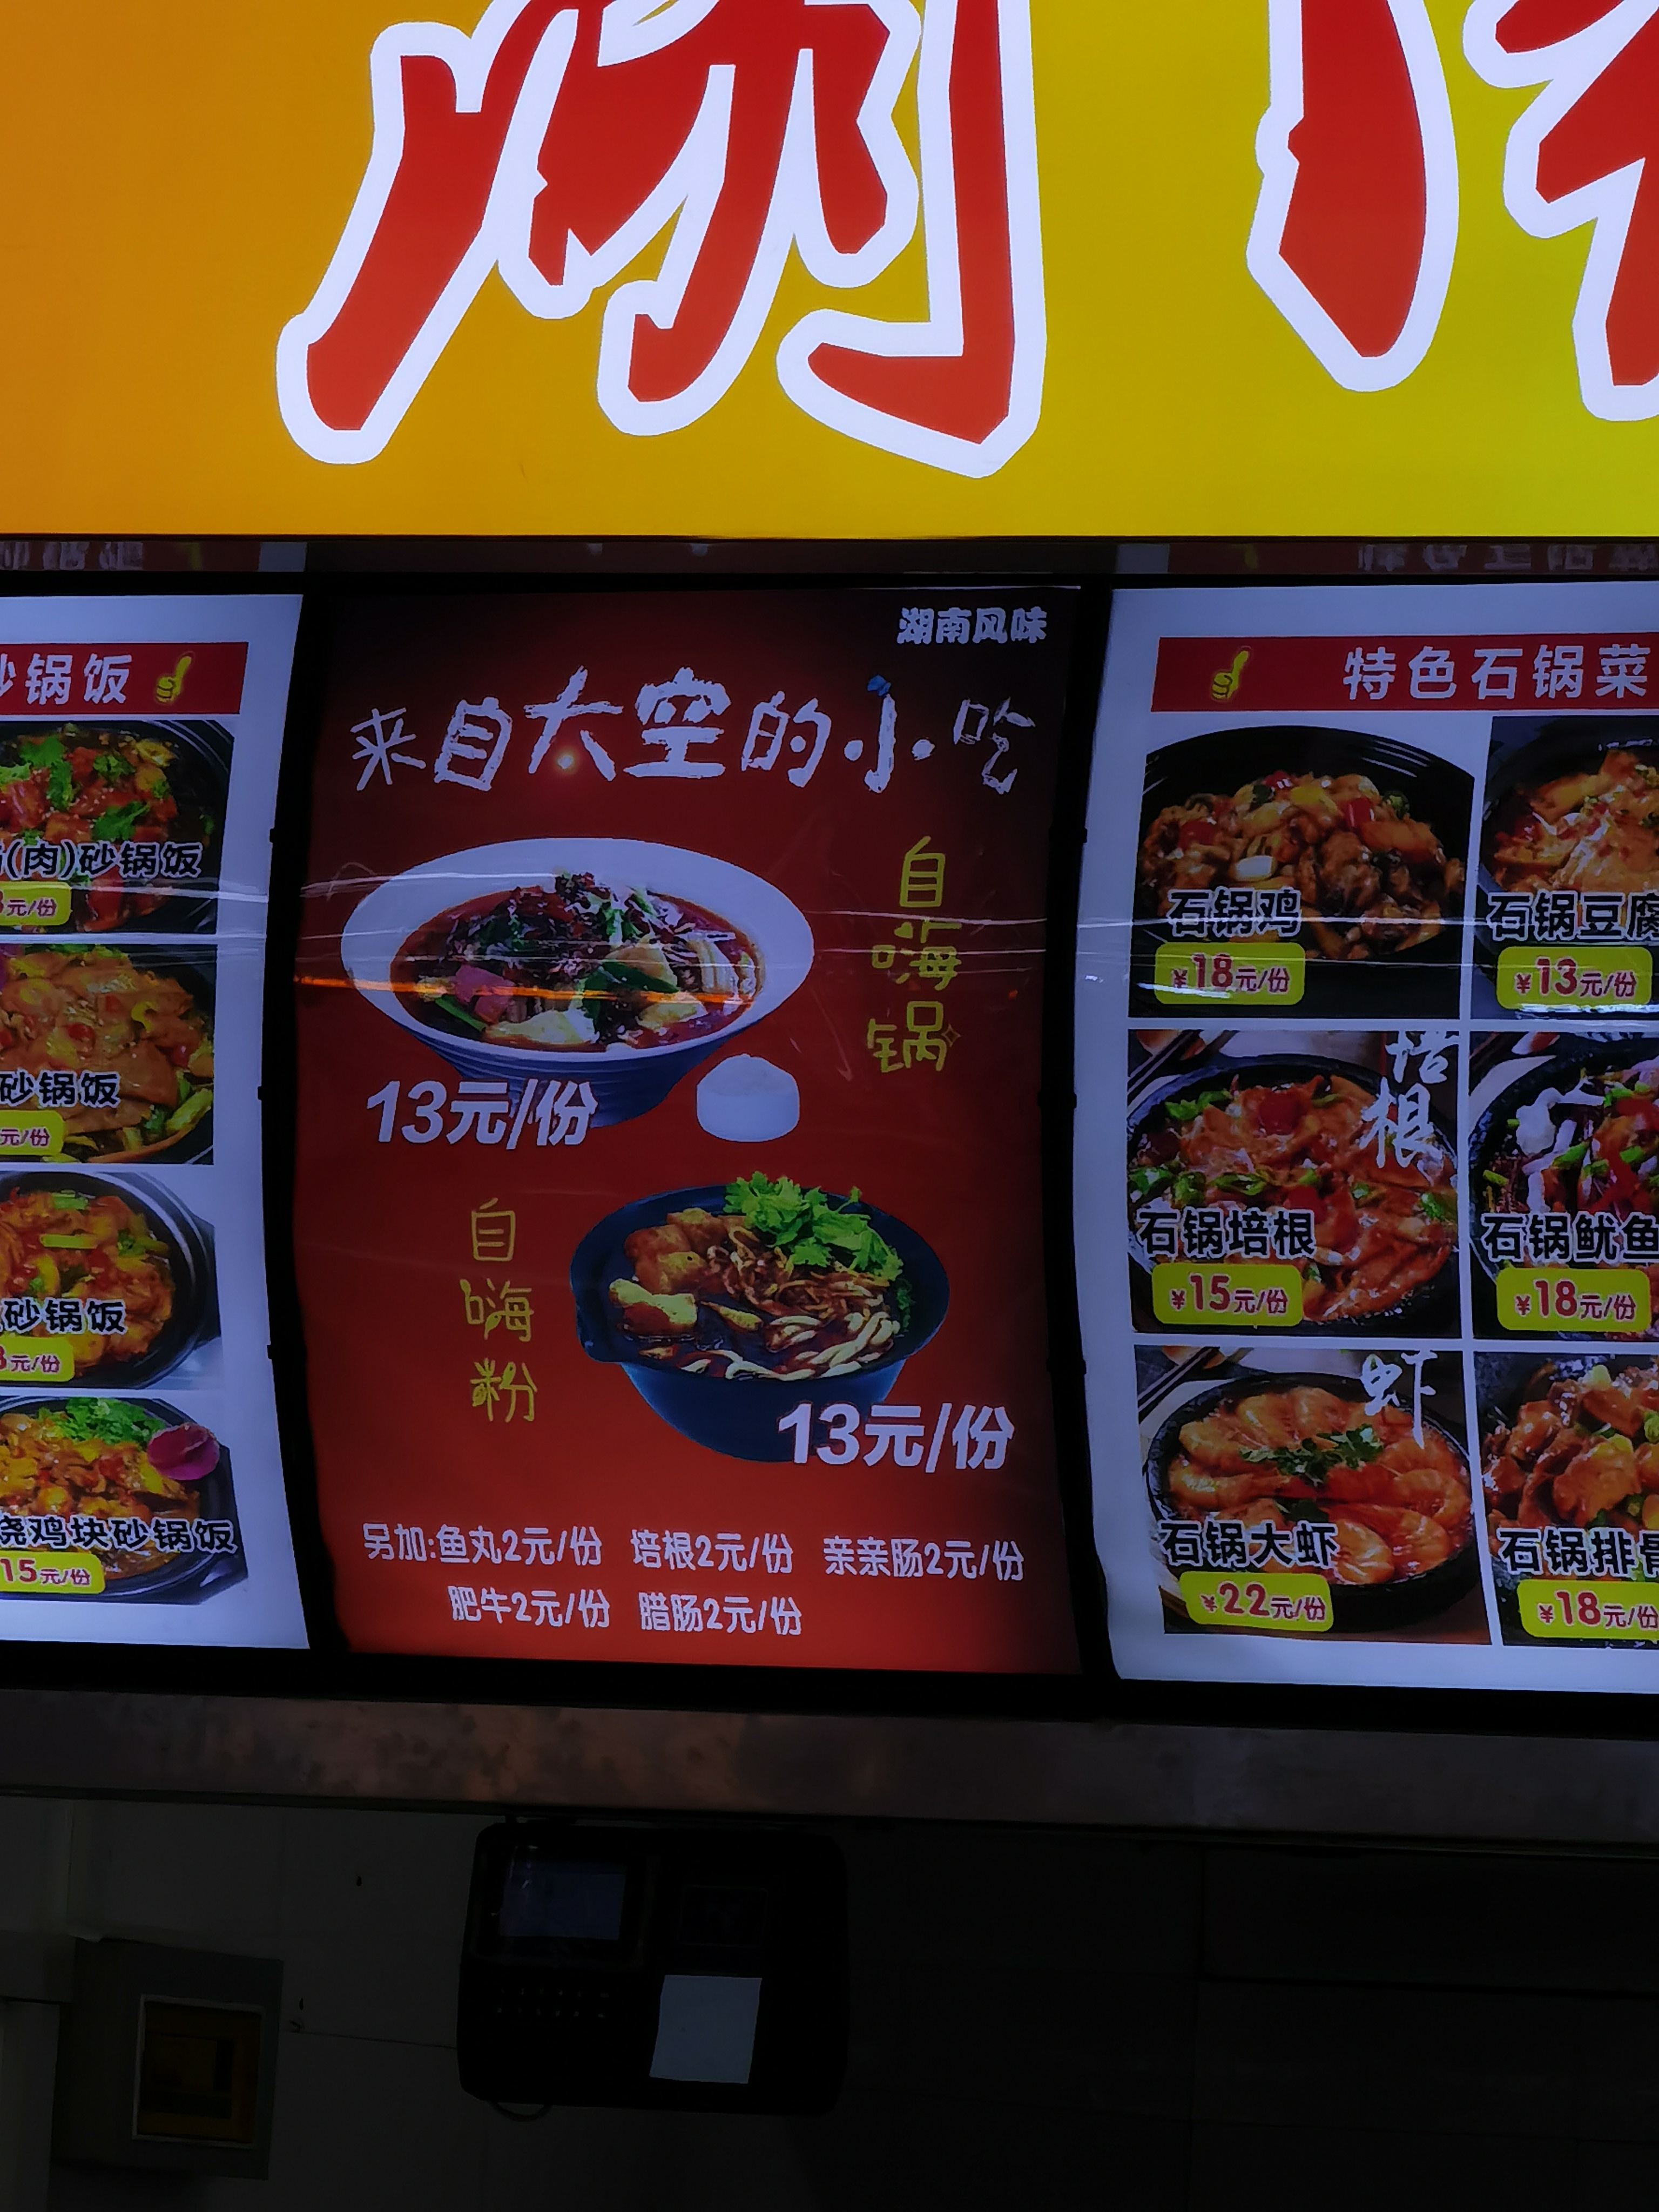 砂锅饭
(肉)砂锅饭
元/份
砂锅饭
元/份
砂锅饭
元/份
烧鸡块砂锅饭
15元/份
湖南风味
来自太空的小吃
自嗨锅
13元/份
自嗨粉
13元/份
另加:鱼丸2元/份 培根2元/份 亲亲肠2元/份
肥牛2元/份 腊肠2元/份
特色石锅菜
石锅鸡
¥18元/份
石锅豆腐
¥13元/份
培根
石锅培根
¥15元/份
石锅鱿鱼
¥18元/份
虾
石锅大虾
¥22元/份
石锅排骨
¥18元/份